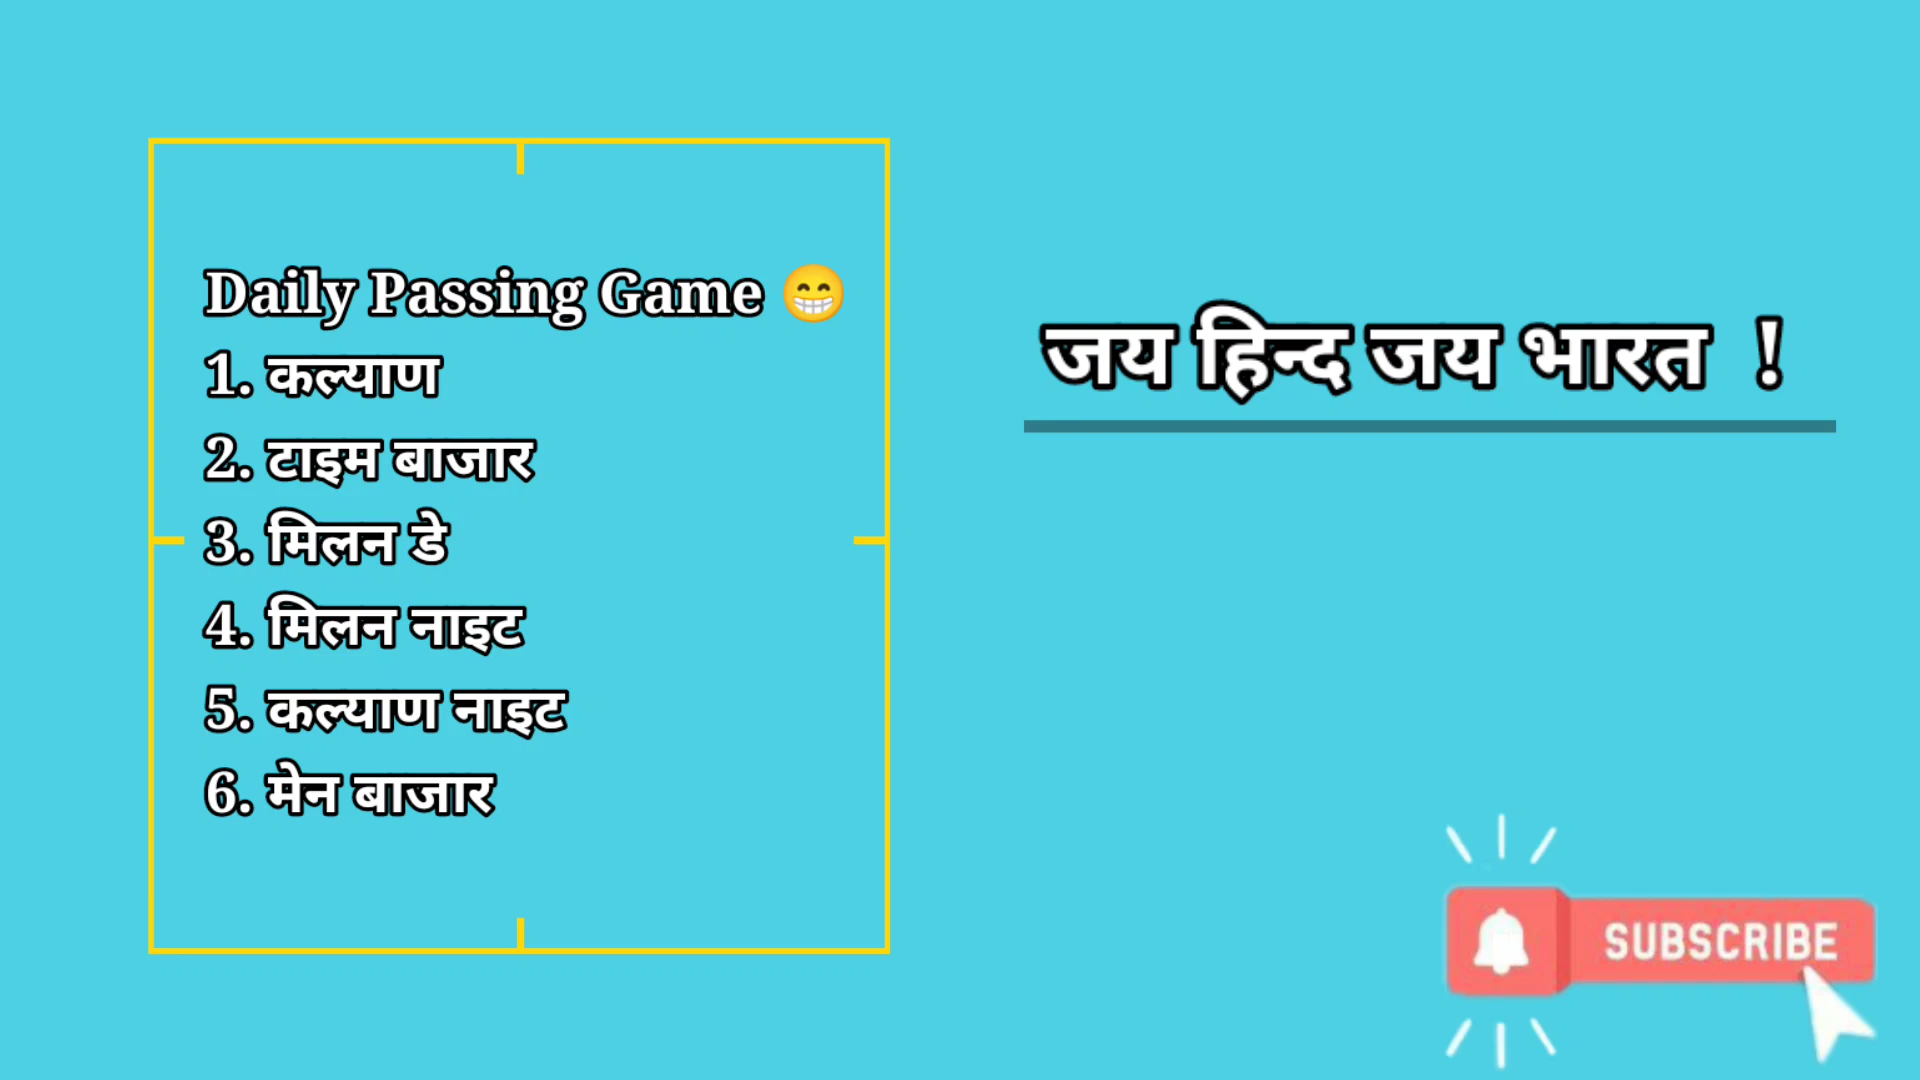 Daily Passing Game 😁
1. कल्याण
2. टाइम बाजार
3. मिलन डे
4. मिलन नाइट
5. कल्याण नाइट
6. मेन बाजार
जय हिन्द जय भारत !
SUBSCRIBE